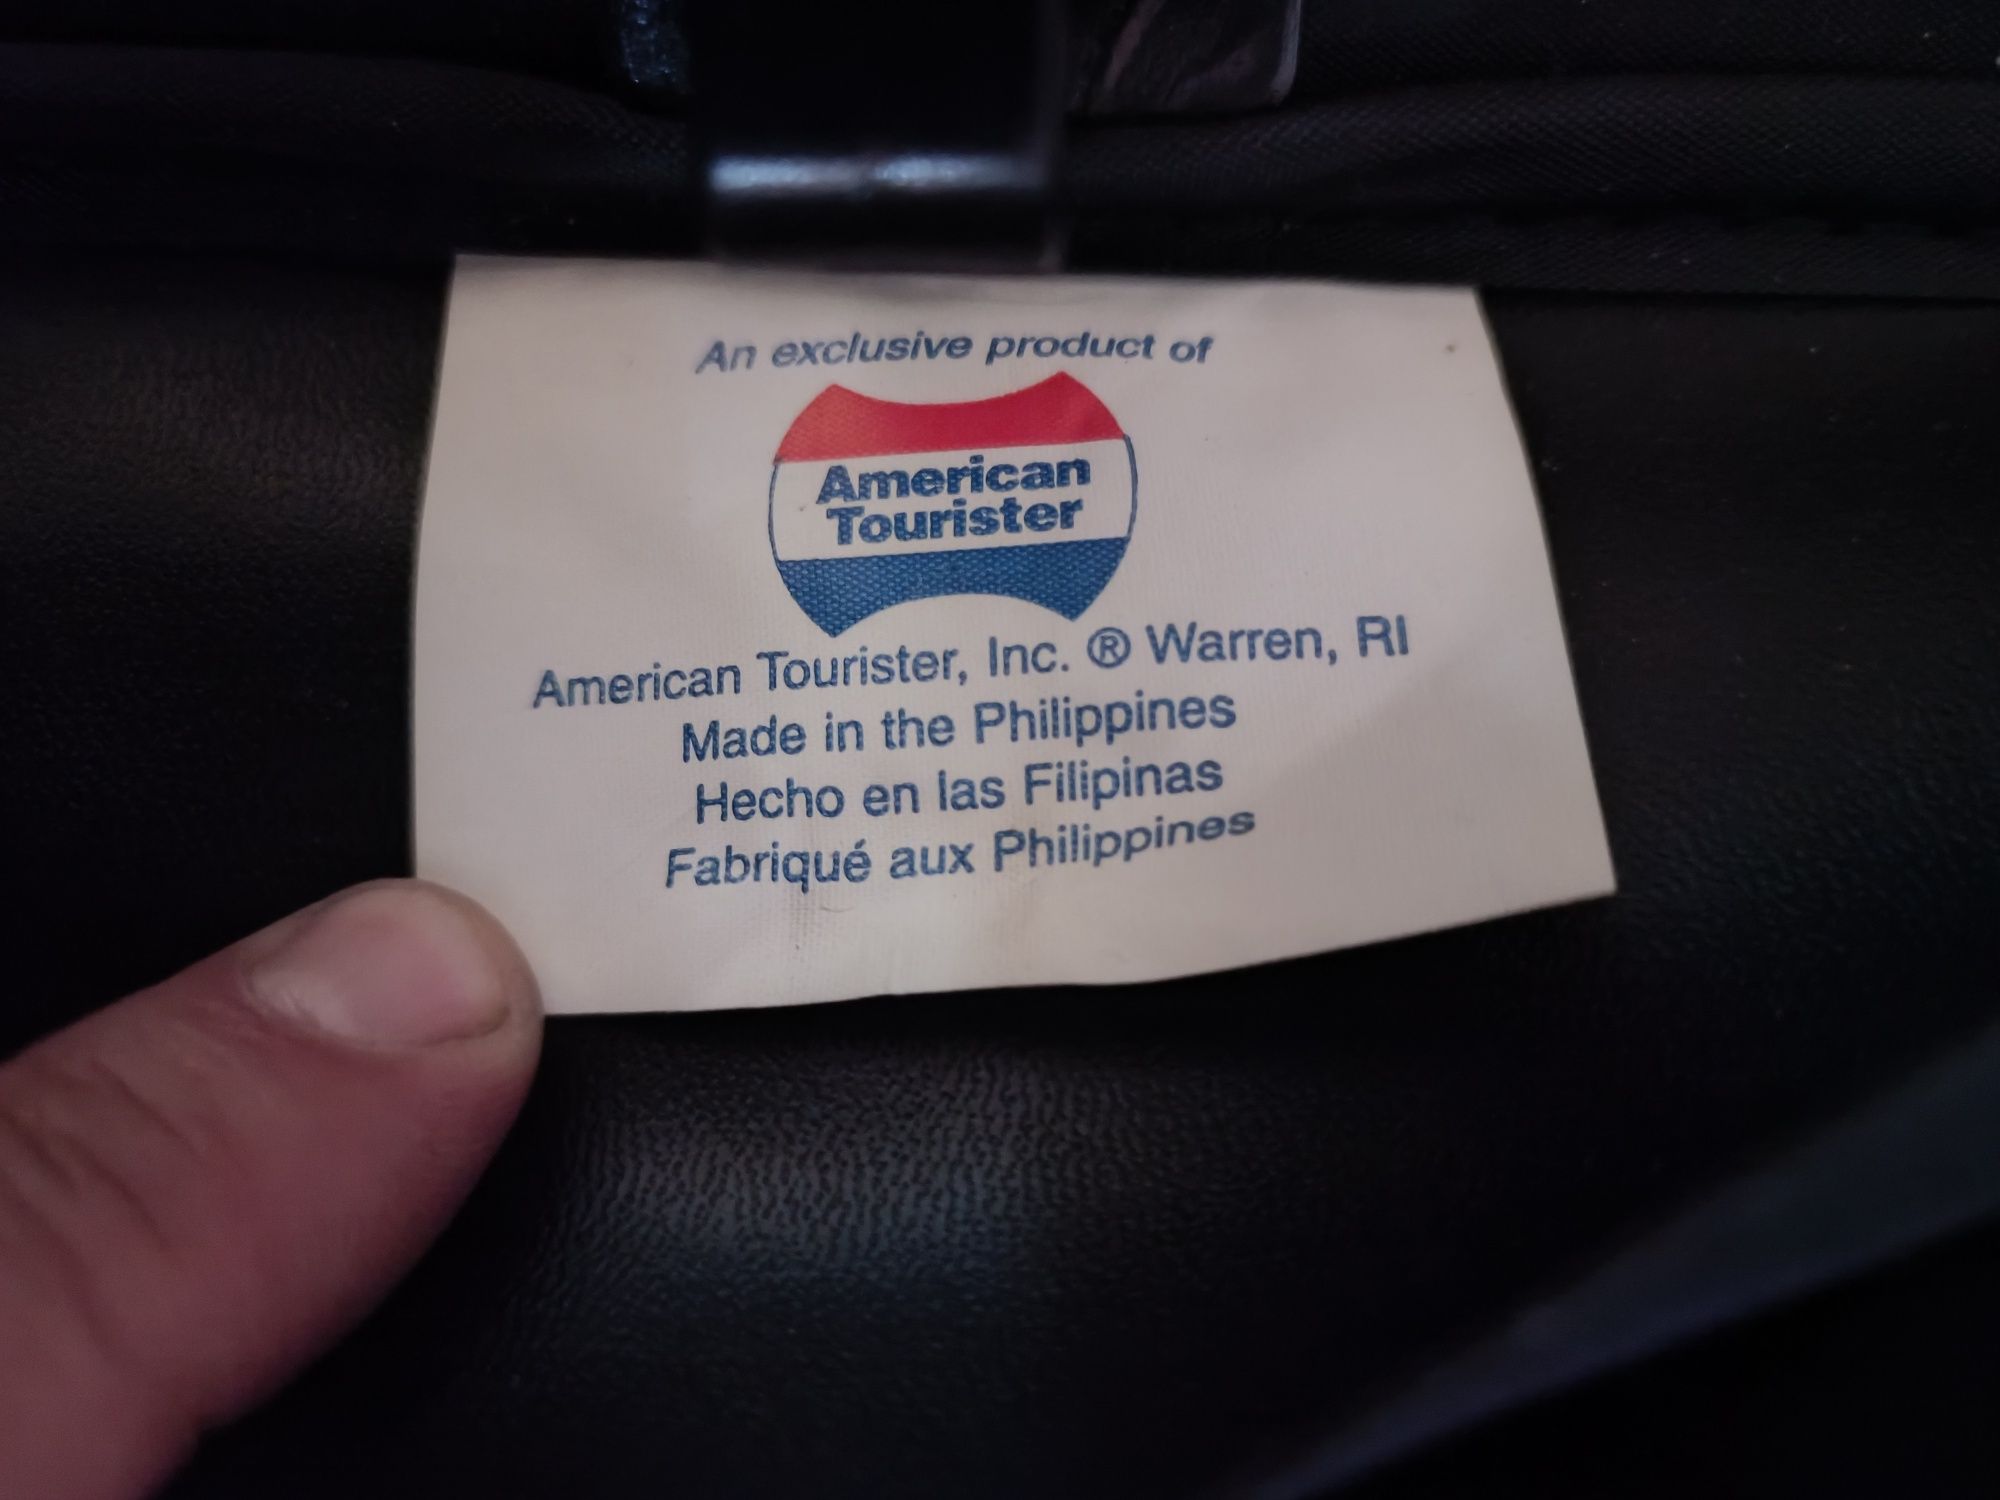 An exclusive product of
American
Tourister
American Tourister, Inc. ® Warren, RI
Made in the Philippines
Hecho en las Filipinas
Fabriqué aux Philippines